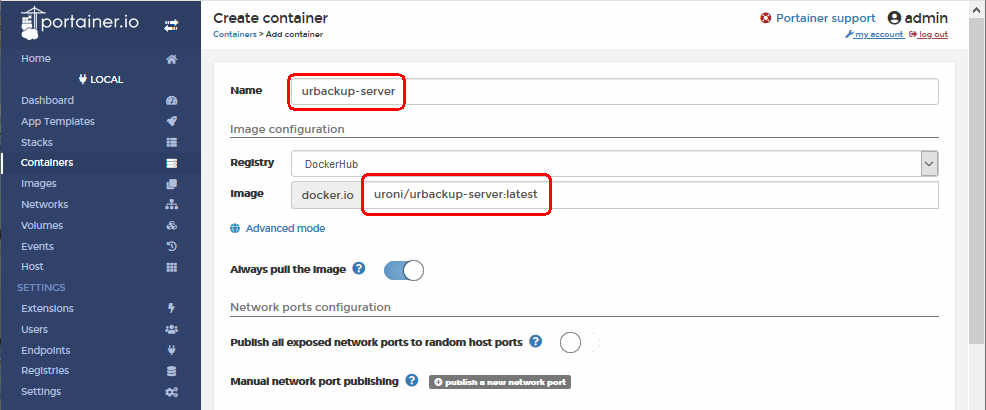 portainer.io
Home
LOCAL
Dashboard
App Templates
Stacks
Containers
Images
Networks
Volumes
Events
Host
SETTINGS
Extensions
Users
Endpoints
Registries
Settings
Create container
Containers > Add container
Portainer support admin
my account log out
Name urbackup-server
Image configuration
Registry DockerHub
Image docker.io uroni/urbackup-server:latest
Advanced mode
Always pull the image
Network ports configuration
Publish all exposed network ports to random host ports
Manual network port publishing publish a new network port